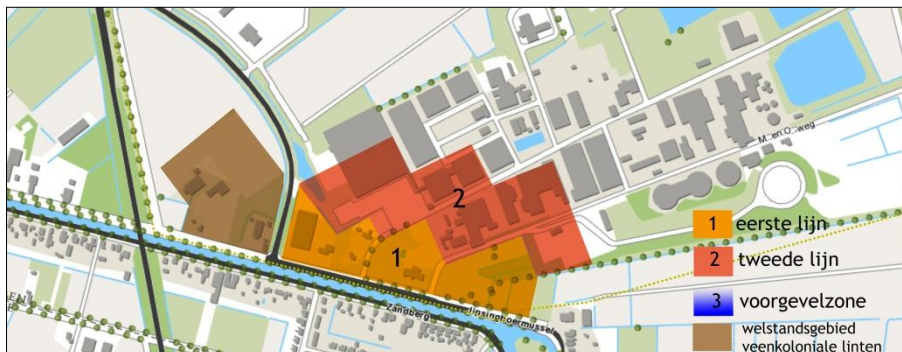 M. en O. weg
2
1
Zandberg
1 eerste lijn
2 tweede lijn
3 voorgevelzone
welstandsgebied
veenkoloniale linten